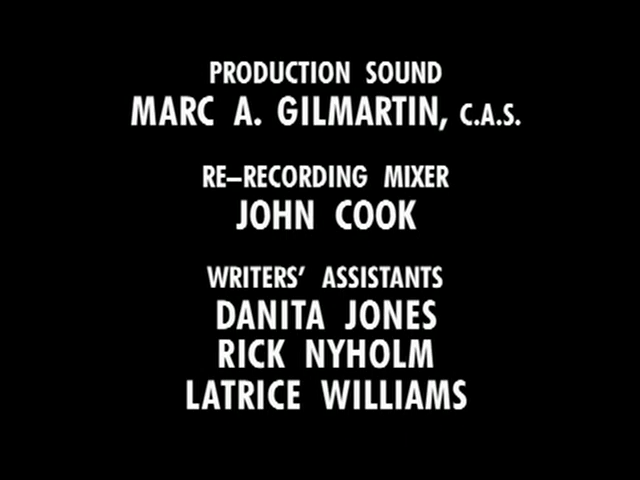 PRODUCTION SOUND
MARC A. GILMARTIN, C.A.S.
RE–RECORDING MIXER
JOHN COOK
WRITERS' ASSISTANTS
DANITA JONES
RICK NYHOLM
LATRICE WILLIAMS